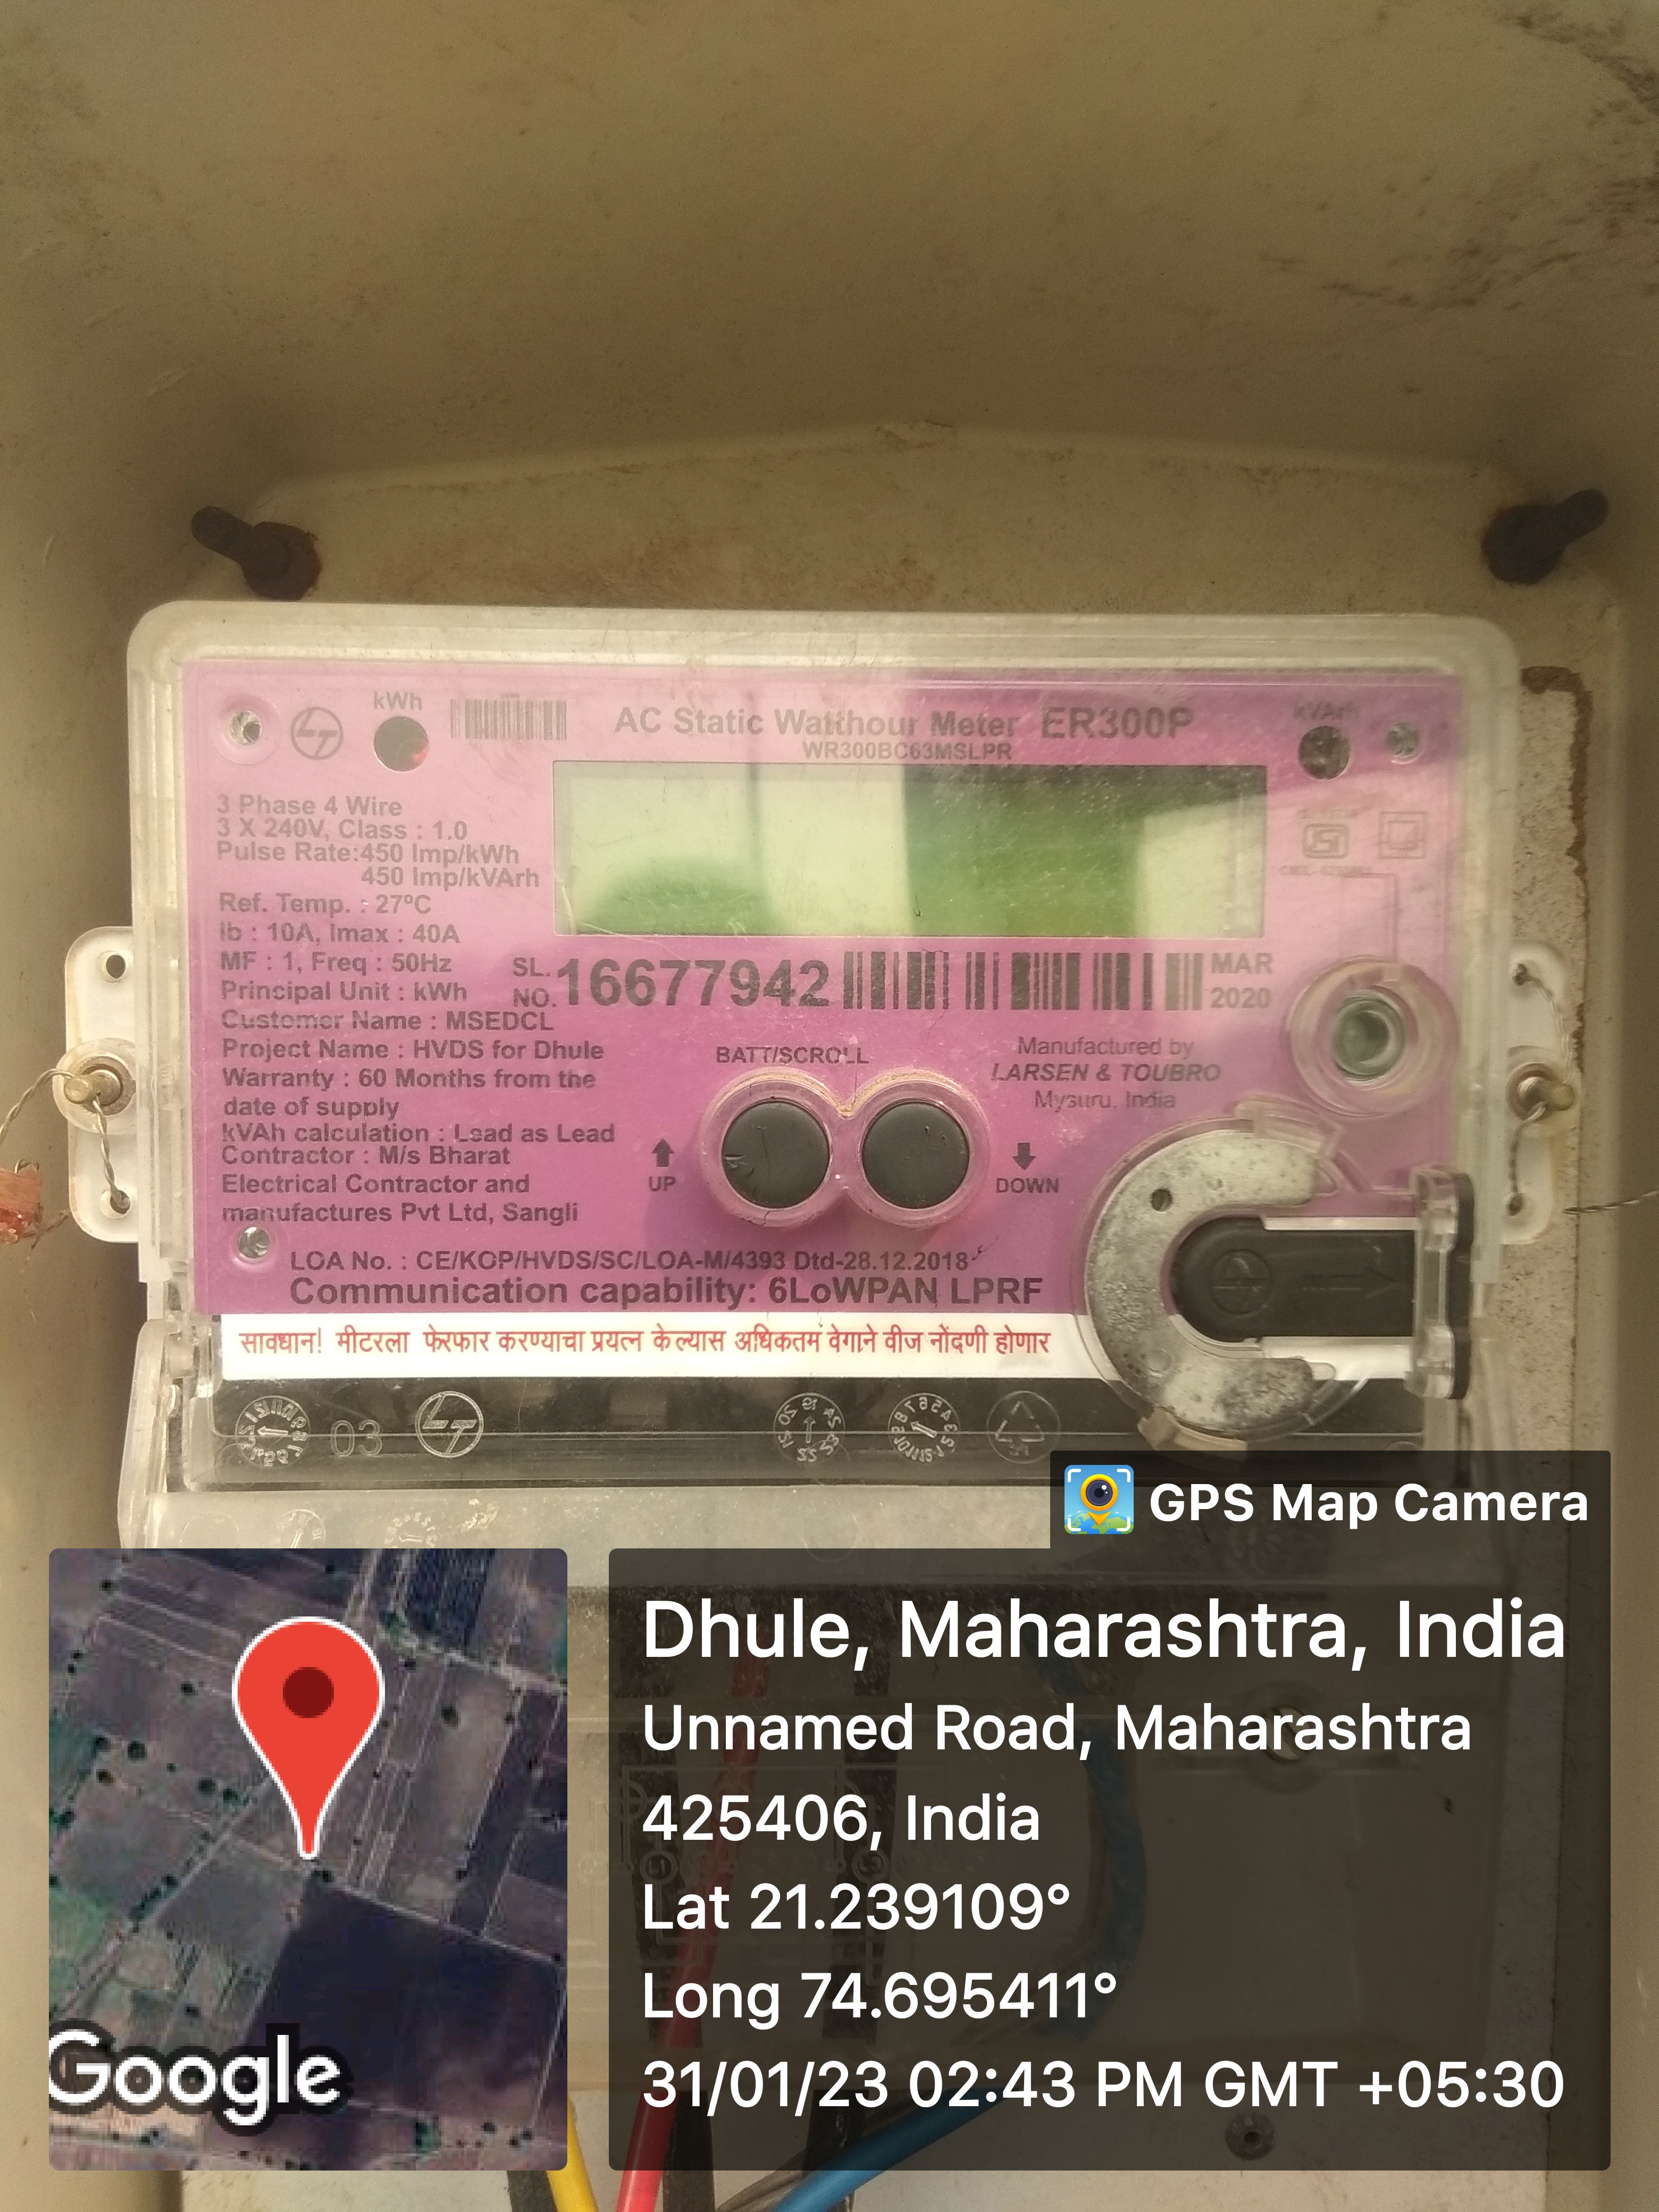 kWh
AC Static Watthour Meter ER300P
WR300BC63MSLPR
kVArh
3 Phase 4 Wire
3 X 240V, Class : 1.0
Pulse Rate:450 Imp/kWh
450 Imp/kVArh
Ref. Temp. : 27ºC
Ib : 10A, Imax : 40A
MF : 1, Freq : 50Hz
Principal Unit : kWh
SL.
NO. 16677942
MAR
2020
Customer Name : MSEDCL
Project Name : HVDS for Dhule
Warranty : 60 Months from the
date of supply
kVAh calculation : Lead as Lead
Contractor : M/s Bharat
Electrical Contractor and
manufactures Pvt Ltd, Sangli
BATT/SCROLL
UP
DOWN
Manufactured by
LARSEN & TOUBRO
Mysuru, India
LOA No. : CE/KOP/HVDS/SC/LOA-M/4393 Dtd-28.12.2018
Communication capability: 6LoWPAN LPRF
सावधान! मीटरला फेरफार करण्याचा प्रयत्न केल्यास अधिकतम वेगाने वीज नोंदणी होणार
03
GPS Map Camera
Dhule, Maharashtra, India
Unnamed Road, Maharashtra
425406, India
Lat 21.239109°
Long 74.695411°
31/01/23 02:43 PM GMT +05:30
Google